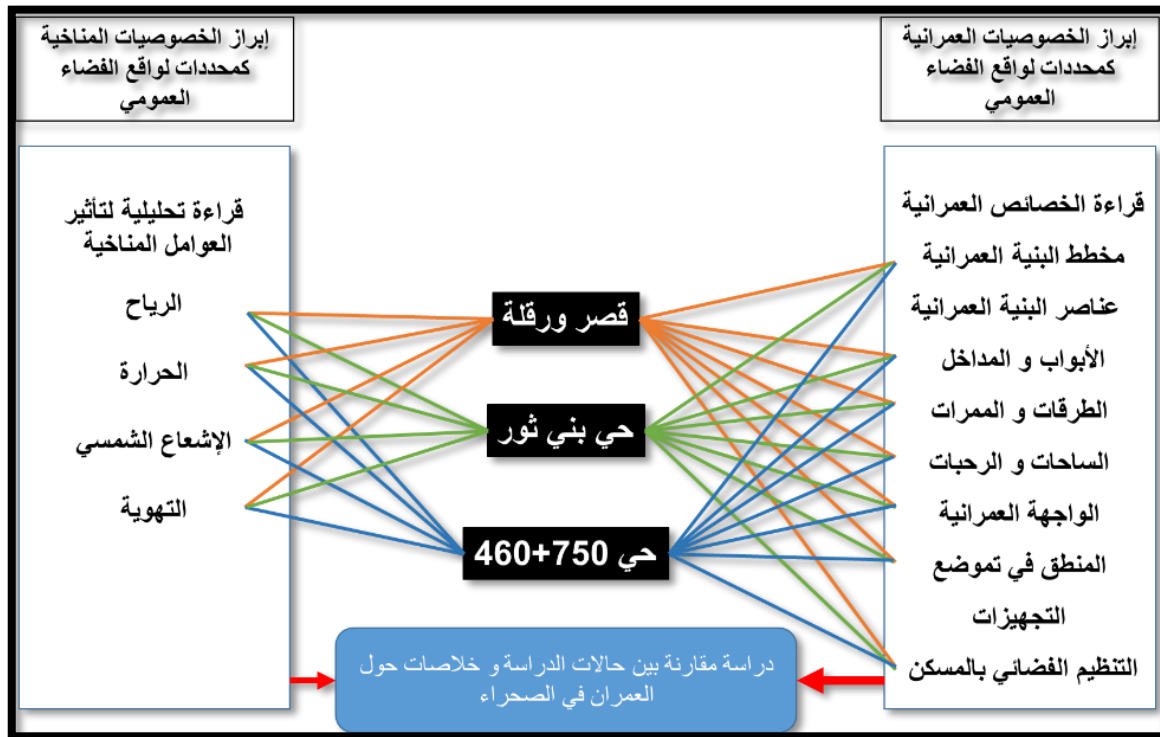 إبراز الخصوصيات العمرانية
كمحددات لواقع الفضاء
العمومي
إبراز الخصوصيات المناخية
كمحددات لواقع الفضاء
العمومي
قراءة الخصائص العمرانية
مخطط البنية العمرانية
عناصر البنية العمرانية
الأبواب و المداخل
الطرقات و الممرات
الساحات و الرحبات
الواجهة العمرانية
المنطق في تموضع
التجهيزات
التنظيم الفضائي بالمسكن
قصر ورقلة
حي بني ثور
حي 750+460
قراءة تحليلية لتأثير
العوامل المناخية
الرياح
الحرارة
الإشعاع الشمسي
التهوية
دراسة مقارنة بين حالات الدراسة و خلاصات حول
العمران في الصحراء